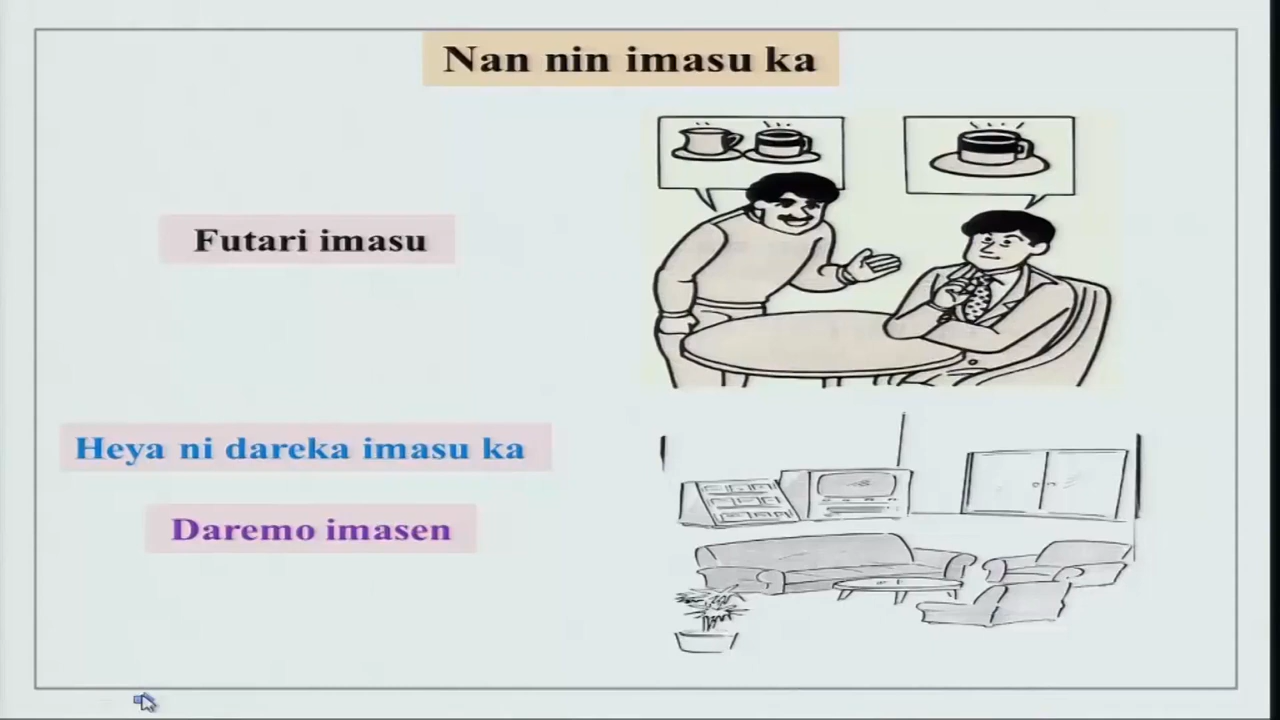 Nan nin imasu ka
Futari imasu
Heya ni dareka imasu ka
Daremo imasen